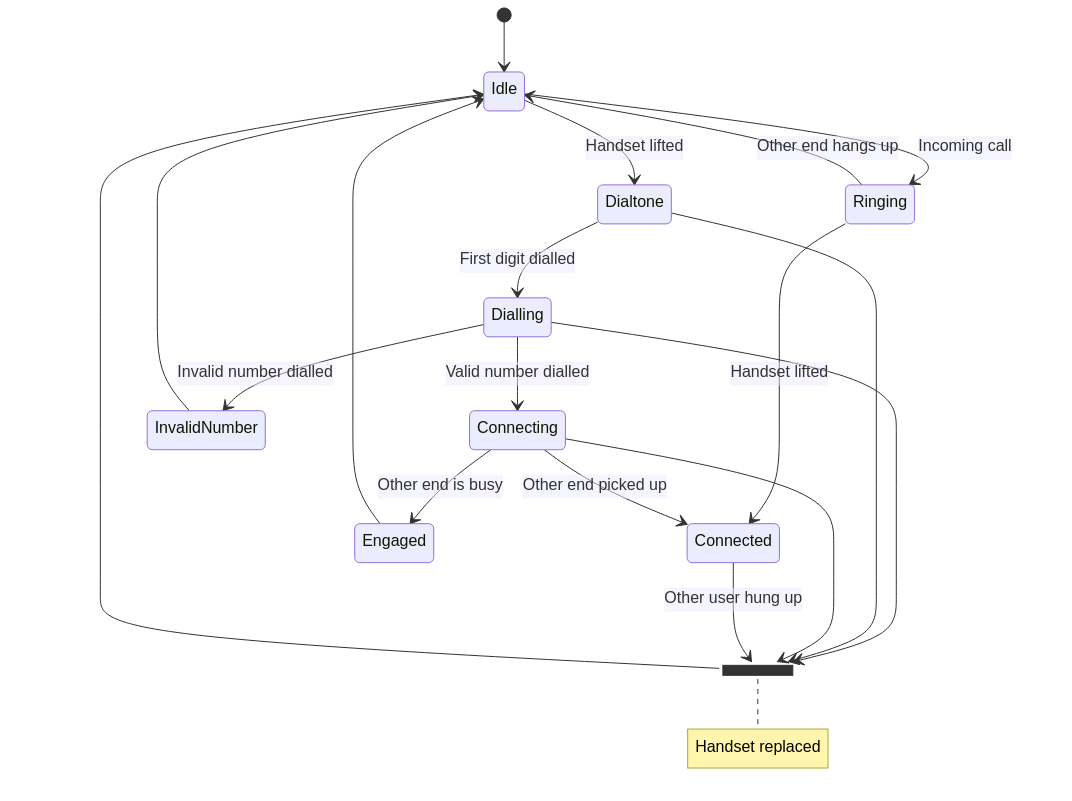 Idle
Handset lifted
Other end hangs up
Incoming call
Dialtone
Ringing
First digit dialled
Dialling
Invalid number dialled
Valid number dialled
Handset lifted
InvalidNumber
Connecting
Other end is busy
Other end picked up
Engaged
Connected
Other user hung up
Handset replaced